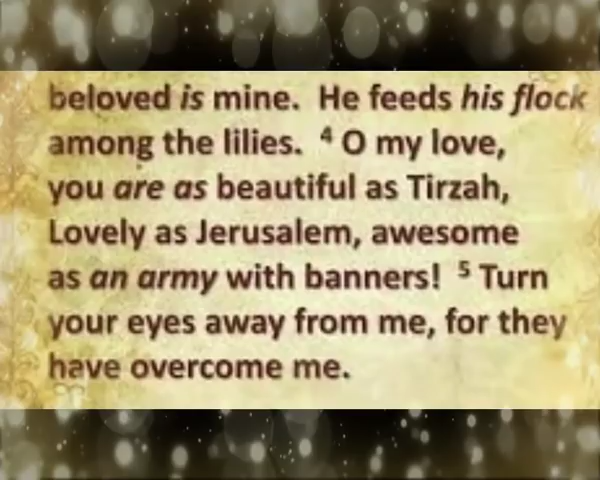 beloved is mine. He feeds his flock
among the lilies. 4 O my love,
you are as beautiful as Tirzah,
Lovely as Jerusalem, awesome
as an army with banners! 5 Turn
your eyes away from me, for they
have overcome me.